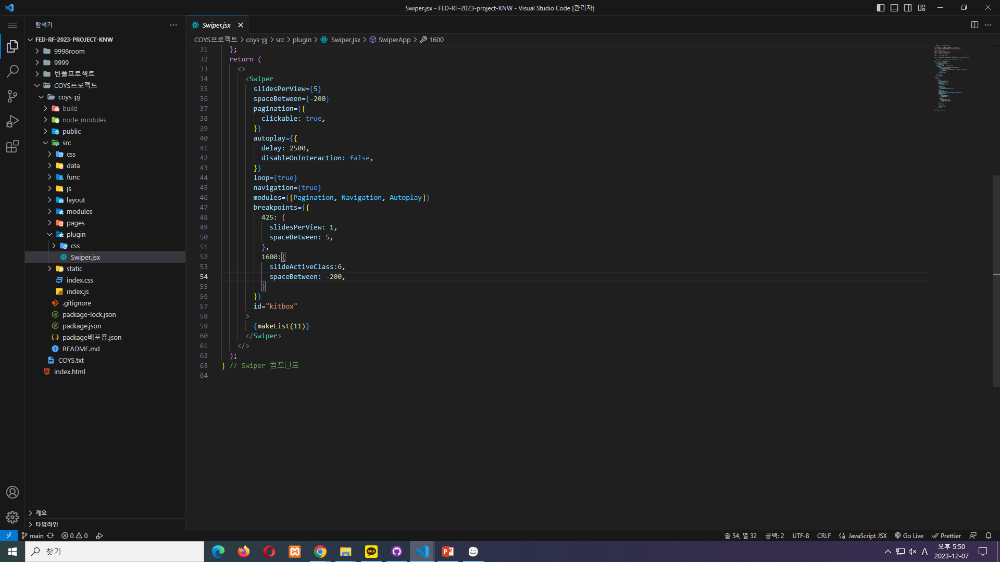 Swiper.jsx - FED-RF-2023-project-KNW - Visual Studio Code [관리자]
탐색기
Swiper.jsx
FED-RF-2023-PROJECT-KNW
9998room
9999
빈폴프로젝트
COYS프로젝트
coys-pj
build
node_modules
public
src
css
data
func
js
layout
modules
pages
plugin
css
Swiper.jsx
static
index.css
index.js
.gitignore
package-lock.json
package.json
package배포용.json
README.md
COYS.txt
index.html
개요
타임라인
COYS프로젝트 > coys-pj > src > plugin > Swiper.jsx > SwiperApp > 1600
31 };
32 return (
33 <>
34 <Swiper
35 slidesPerView={5}
36 spaceBetween={-200}
37 pagination={{
38 clickable: true,
39 }}
40 autoplay={{
41 delay: 2500,
42 disableOnInteraction: false,
43 }}
44 loop={true}
45 navigation={true}
46 modules={[Pagination, Navigation, Autoplay]}
47 breakpoints={{
48 425: {
49 slidesPerView: 1,
50 spaceBetween: 5,
51 },
52 1600:{
53 slideActiveClass:6,
54 spaceBetween: -200,
55 }
56 }}
57 id="kitbox"
58 >
59 {makeList(11)}
60 </Swiper>
61 </>
62 );
63 } // Swiper 컴포넌트
64
main 0 0 줄 54, 열 32 공백: 2 UTF-8 CRLF JavaScript JSX Go Live Prettier
찾기
TALK
A
오후 5:50
2023-12-07